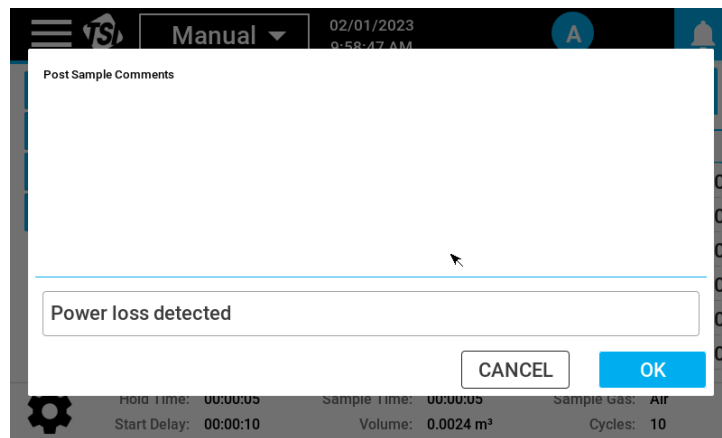 TSI Manual 02/01/2023 A
9:58:47 AM
Post Sample Comments
Power loss detected
CANCEL OK
Hold Time: 00:00:05 Sample Time: 00:00:05 Sample Gas: Air
Start Delay: 00:00:10 Volume: 0.0024 m³ Cycles: 10